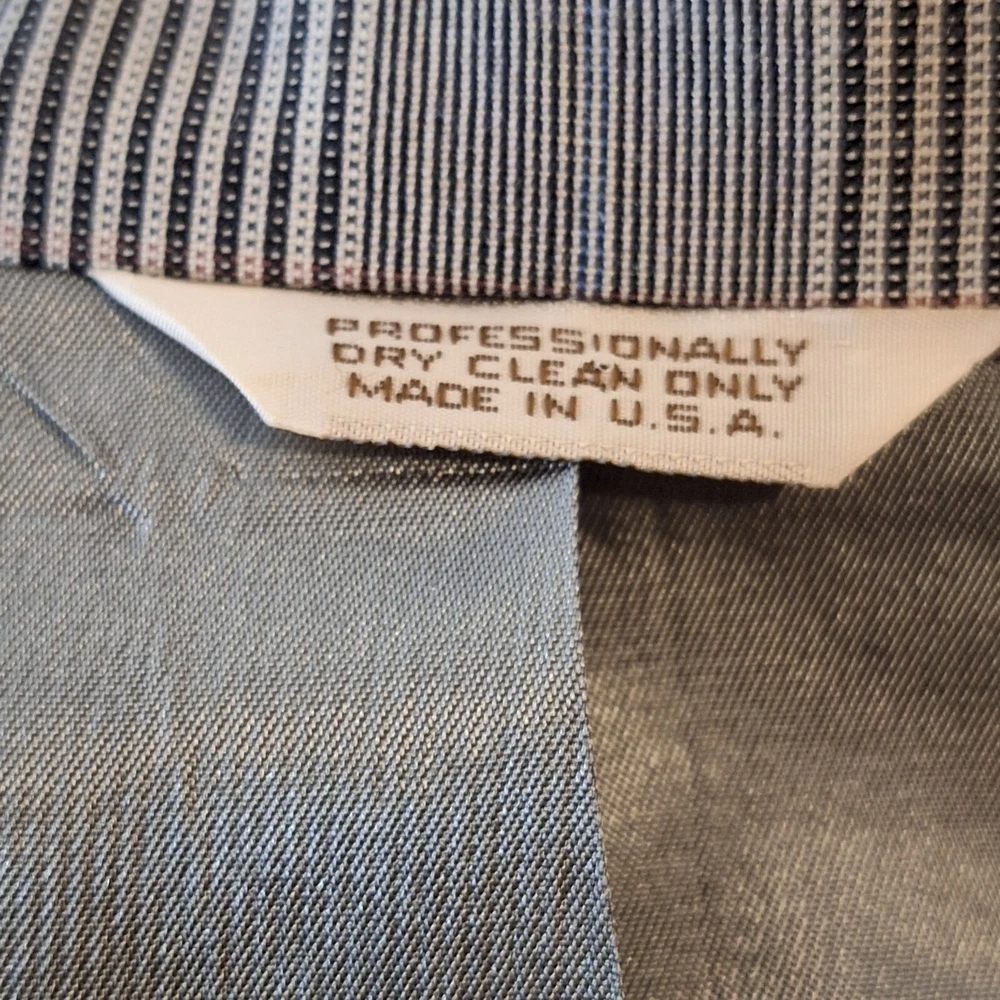 PROFESSIONALLY
DRY CLEAN ONLY
MADE IN U.S.A.